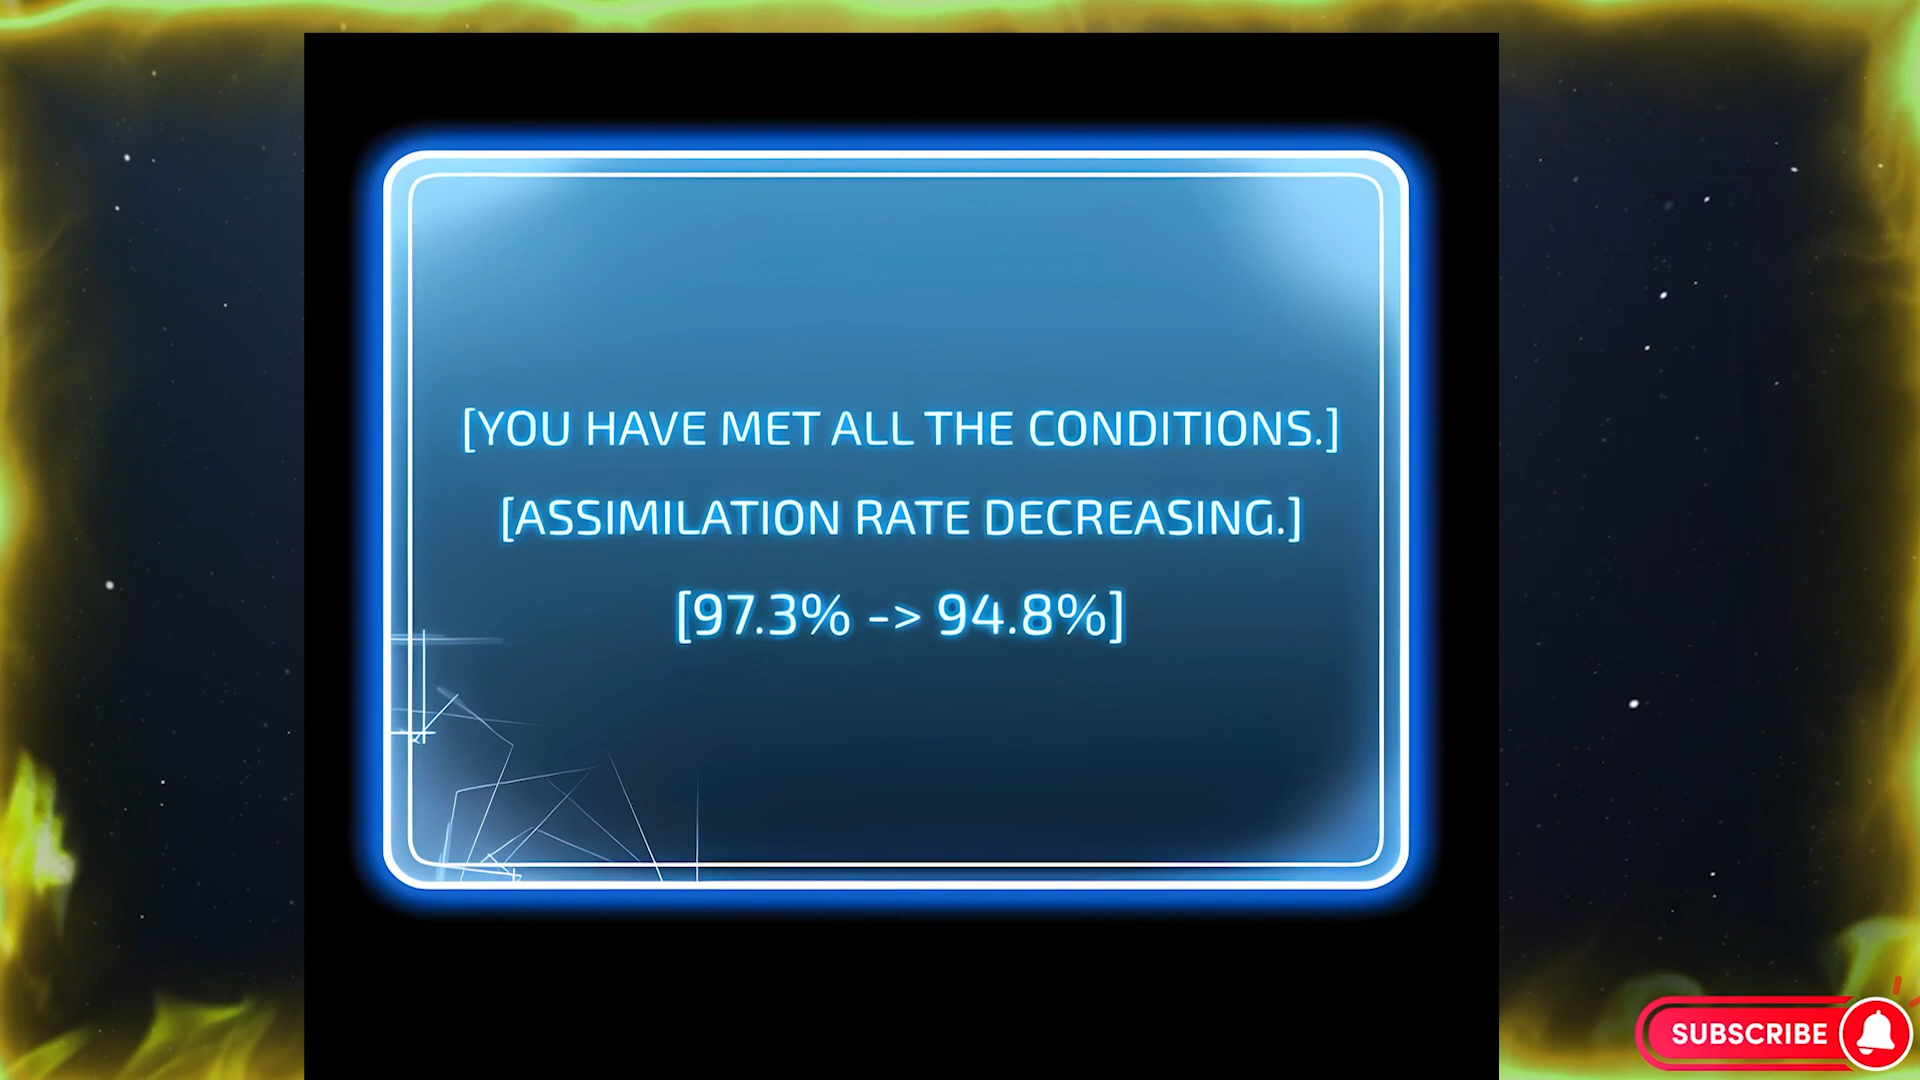 [YOU HAVE MET ALL THE CONDITIONS.]
[ASSIMILATION RATE DECREASING.]
[97.3% -> 94.8%]
SUBSCRIBE